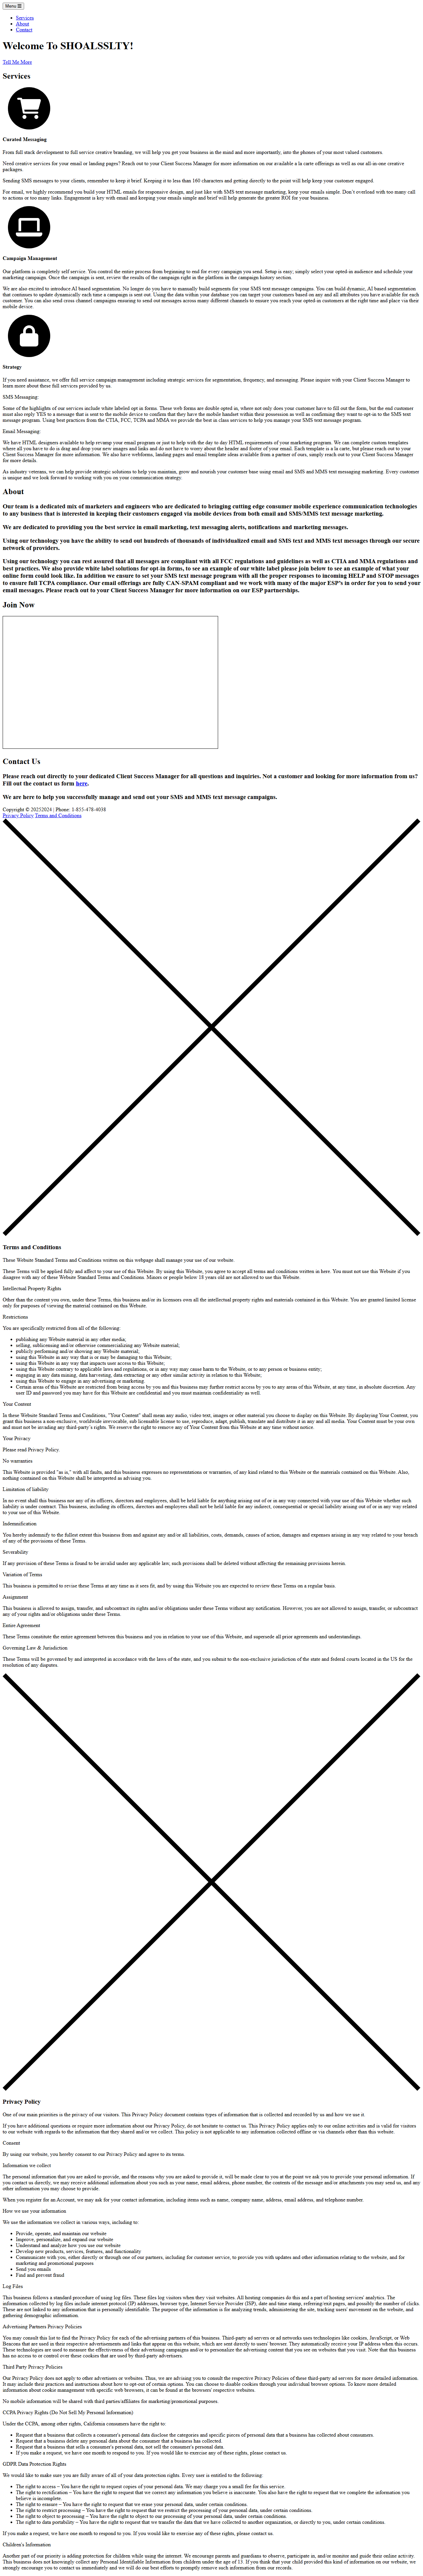 Menu ☰
Services
About
Contact
Welcome To SHOALSSLTY!
Tell Me More
Services
Curated Messaging
From full stack development to full service creative branding, we will help you get your business in the mind and more importantly, into the phones of your most valued customers.
Need creative services for your email or landing pages? Reach out to your Client Success Manager for more information on our available a la carte offerings as well as our all-in-one creative
packages.
Sending SMS messages to your clients, remember to keep it brief. Keeping it to less than 160 characters and getting directly to the point will help keep your customer engaged.
For email, we highly recommend you build your HTML emails for responsive design, and just like with SMS text message marketing, keep your emails simple. Don't overload with too many call
to actions or too many links. Engagement is key with email and keeping your emails simple and brief will help generate the greater ROI for your business.
Campaign Management
Our platform is completely self service. You control the entire process from beginning to end for every campaign you send. Setup is easy; simply select your opted-in audience and schedule your
marketing campaign. Once the campaign is sent, review the results of the campaign right in the platform in the campaign history section.
We are also excited to introduce AI based segmentation. No longer do you have to manually build segments for your SMS text message campaigns. You can build dynamic, AI based segmentation
that continues to update dynamically each time a campaign is sent out. Using the data within your database you can target your customers based on any and all attributes you have available for each
customer. You can also send cross channel campaigns ensuring to send out messages across many different channels to ensure you reach your opted-in customers at the right time and place via their
mobile device.
Strategy
If you need assistance, we offer full service campaign management including strategic services for segmentation, frequency, and messaging. Please inquire with your Client Success Manager to
learn more about these full services provided by us.
SMS Messaging:
Some of the highlights of our services include white labeled opt in forms. These web forms are double opted in, where not only does your customer have to fill out the form, but the end customer
must also reply YES to a message that is sent to the mobile device to confirm that they have the mobile handset within their possession as well as confirming they want to opt in to your SMS text
message program. Using best practices from the CTIA, FCC, TCPA and MMA we provide the best in class services to help you manage your SMS text message program.
Email Messaging:
We have HTML designers available to help revamp your email program or just to help with the day to day HTML requirements of your marketing program. We can complete custom templates
where all you have to do is drag and drop your new images and links and do not have to worry about the header and footer of your email. Each template is a la carte, but please reach out to your
Client Success Manager for more information. We also have webforms, landing pages and email template ideas available from a partner of ours, simply reach out to your Client Success Manager
for more details.
As industry veterans, we can help provide strategic solutions to help you maintain, grow and nourish your customer base using email and SMS and MMS text messaging marketing. Every customer
is unique and we look forward to working with you on your communication strategy.
About
Our team is a dedicated mix of marketers and engineers who are dedicated to bringing cutting edge consumer mobile experience communication technologies
to any business that is interested in keeping their customers engaged via mobile devices from both email and SMS/MMS text message marketing.
We are dedicated to providing you the best service in email marketing, text messaging alerts, notifications and marketing messages.
Using our technology you have the ability to send out hundreds of thousands of individualized email and SMS text and MMS text messages through our secure
network of providers.
Using our technology you can rest assured that all messages are compliant with all FCC regulations and guidelines as well as CTIA and MMA regulations and
best practices. We also provide white label solutions for opt-in forms, to see an example of our white label please join below to see an example of what your
online form could look like. In addition we ensure to set your SMS text message program with all the proper responses to incoming HELP and STOP messages
to ensure full TCPA compliance. Our email offerings are fully CAN-SPAM compliant and we work with many of the major ESP's in order for you to send your
email messages. Please reach out to your Client Success Manager for more information on our ESP partnerships.
Join Now
Contact Us
Please reach out directly to your dedicated Client Success Manager for all questions and inquiries. Not a customer and looking for more information from us?
Fill out the contact us form here.
We are here to help you successfully manage and send out your SMS and MMS text message campaigns.
Copyright © 20252024 | Phone: 1-855-478-4038
Privacy Policy Terms and Conditions
Terms and Conditions
These Website Standard Terms and Conditions written on this webpage shall manage your use of our website.
These Terms will be applied fully and affect to your use of this Website. By using this Website, you agree to accept all terms and conditions written in here. You must not use this Website if you
disagree with any of these Website Standard Terms and Conditions. Minors or people below 18 years old are not allowed to use this Website.
Intellectual Property Rights
Other than the content you own, under these Terms, this business and/or its licensors own all the intellectual property rights and materials contained in this Website. You are granted limited license
only for purposes of viewing the material contained on this Website.
Restrictions
You are specifically restricted from all of the following:
publishing any Website material in any other media;
selling, sublicensing and/or otherwise commercializing any Website material;
publicly performing and/or showing any Website material;
using this Website in any way that is or may be damaging to this Website;
using this Website in any way that impacts user access to this Website;
using this Website contrary to applicable laws and regulations, or in any way may cause harm to the Website, or to any person or business entity;
engaging in any data mining, data harvesting, data extracting or any other similar activity in relation to this Website;
using this Website to engage in any advertising or marketing.
Certain areas of this Website are restricted from being access by you and this business may further restrict access by you to any areas of this Website, at any time, in absolute discretion. Any
user ID and password you may have for this Website are confidential and you must maintain confidentiality as well.
Your Content
In these Website Standard Terms and Conditions, "Your Content" shall mean any audio, video text, images or other material you choose to display on this Website. By displaying Your Content, you
grant this business a non-exclusive, worldwide irrevocable, sub licensable license to use, reproduce, adapt, publish, translate and distribute it in any and all media. Your Content must be your own
and must not be invading any third-party's rights. We reserve the right to remove any of Your Content from this Website at any time without notice.
Your Privacy
Please read Privacy Policy.
No warranties
This Website is provided "as is," with all faults, and this business expresses no representations or warranties, of any kind related to this Website or the materials contained on this Website. Also,
nothing contained on this Website shall be interpreted as advising you.
Limitation of liability
In no event shall this business nor any of its officers, directors and employees, shall be held liable for anything arising out of or in any way connected with your use of this Website whether such
liability is under contract. This business, including its officers, directors and employees shall not be held liable for any indirect, consequential or special liability arising out of or in any way related
to your use of this Website.
Indemnification
You hereby indemnify to the fullest extent this business from and against any and/or all liabilities, costs, demands, causes of action, damages and expenses arising in any way related to your breach
of any of the provisions of these Terms.
Severability
If any provision of these Terms is found to be invalid under any applicable law, such provisions shall be deleted without affecting the remaining provisions herein.
Variation of Terms
This business is permitted to revise these Terms at any time as it sees fit, and by using this Website you are expected to review these Terms on a regular basis.
Assignment
This business is allowed to assign, transfer, and subcontract its rights and/or obligations under these Terms without any notification. However, you are not allowed to assign, transfer, or subcontract
any of your rights and/or obligations under these Terms.
Entire Agreement
These Terms constitute the entire agreement between this business and you in relation to your use of this Website, and supersede all prior agreements and understandings.
Governing Law & Jurisdiction
These Terms will be governed by and interpreted in accordance with the laws of the state, and you submit to the non-exclusive jurisdiction of the state and federal courts located in the US for the
resolution of any disputes.
Privacy Policy
One of our main priorities is the privacy of our visitors. This Privacy Policy document contains types of information that is collected and recorded by us and how we use it.
If you have additional questions or require more information about our Privacy Policy, do not hesitate to contact us. This Privacy Policy applies only to our online activities and is valid for visitors
to our website with regards to the information that they shared and/or we collect. This policy is not applicable to any information collected offline or via channels other than this website.
Consent
By using our website, you hereby consent to our Privacy Policy and agree to its terms.
Information we collect
The personal information that you are asked to provide, and the reasons why you are asked to provide it, will be made clear to you at the point we ask you to provide your personal information. If
you contact us directly, we may receive additional information about you such as your name, email address, phone number, the contents of the message and/or attachments you may send us, and any
other information you may choose to provide.
When you register for an Account, we may ask for your contact information, including items such as name, company name, address, email address, and telephone number.
How we use your information
We use the information we collect in various ways, including to:
Provide, operate, and maintain our website
Improve, personalize, and expand our website
Understand and analyze how you use our website
Develop new products, services, features, and functionality
Communicate with you, either directly or through one of our partners, including for customer service, to provide you with updates and other information relating to the website, and for
marketing and promotional purposes
Send you emails
Find and prevent fraud
Log Files
This business follows a standard procedure of using log files. These files log visitors when they visit websites. All hosting companies do this and a part of hosting services' analytics. The
information collected by log files include internet protocol (IP) addresses, browser type, Internet Service Provider (ISP), date and time stamp, referring/exit pages, and possibly the number of clicks.
These are not linked to any information that is personally identifiable. The purpose of the information is for analyzing trends, administering the site, tracking users' movement on the website, and
gathering demographic information.
Advertising Partners Privacy Policies
You may consult this list to find the Privacy Policy for each of the advertising partners of this business. Third-party ad servers or ad networks uses technologies like cookies, JavaScript, or Web
Beacons that are used in their respective advertisements and links that appear on this website, which are sent directly to users' browser. They automatically receive your IP address when this occurs.
These technologies are used to measure the effectiveness of their advertising campaigns and/or to personalize the advertising content that you see on websites that you visit. Note that this business
has no access to or control over these cookies that are used by third-party advertisers.
Third Party Privacy Policies
Our Privacy Policy does not apply to other advertisers or websites. Thus, we are advising you to consult the respective Privacy Policies of these third-party ad servers for more detailed information.
It may include their practices and instructions about how to opt-out of certain options. You can choose to disable cookies through your individual browser options. To know more detailed
information about cookie management with specific web browsers, it can be found at the browsers' respective websites.
No mobile information will be shared with third parties/affiliates for marketing/promotional purposes.
CCPA Privacy Rights (Do Not Sell My Personal Information)
Under the CCPA, among other rights, California consumers have the right to:
Request that a business that collects a consumer's personal data disclose the categories and specific pieces of personal data that a business has collected about consumers.
Request that a business delete any personal data about the consumer that a business has collected.
Request that a business that sells a consumer's personal data, not sell the consumer's personal data.
If you make a request, we have one month to respond to you. If you would like to exercise any of these rights, please contact us.
GDPR Data Protection Rights
We would like to make sure you are fully aware of all of your data protection rights. Every user is entitled to the following:
The right to access – You have the right to request copies of your personal data. We may charge you a small fee for this service.
The right to rectification – You have the right to request that we correct any information you believe is inaccurate. You also have the right to request that we complete the information you
believe is incomplete.
The right to erasure – You have the right to request that we erase your personal data, under certain conditions.
The right to restrict processing – You have the right to request that we restrict the processing of your personal data, under certain conditions.
The right to object to processing – You have the right to object to our processing of your personal data, under certain conditions.
The right to data portability – You have the right to request that we transfer the data that we have collected to another organization, or directly to you, under certain conditions.
If you make a request, we have one month to respond to you. If you would like to exercise any of these rights, please contact us.
Children's Information
Another part of our priority is adding protection for children while using the internet. We encourage parents and guardians to observe, participate in, and/or monitor and guide their online activity.
This business does not knowingly collect any Personal Identifiable Information from children under the age of 13. If you think that your child provided this kind of information on our website, we
strongly encourage you to contact us immediately and we will do our best efforts to promptly remove such information from our records.